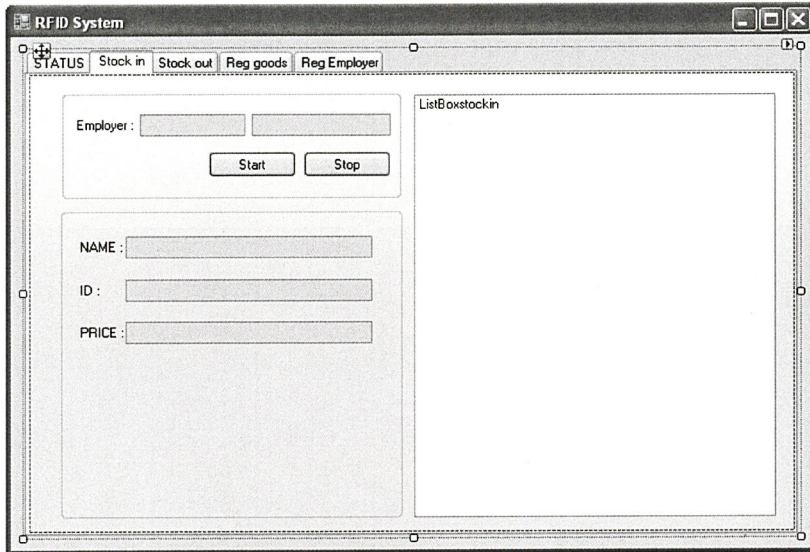 RFID System
STATUS Stock in Stock out Reg goods Reg Employer
Employer :
Start Stop
NAME :
ID :
PRICE :
ListBoxstockin